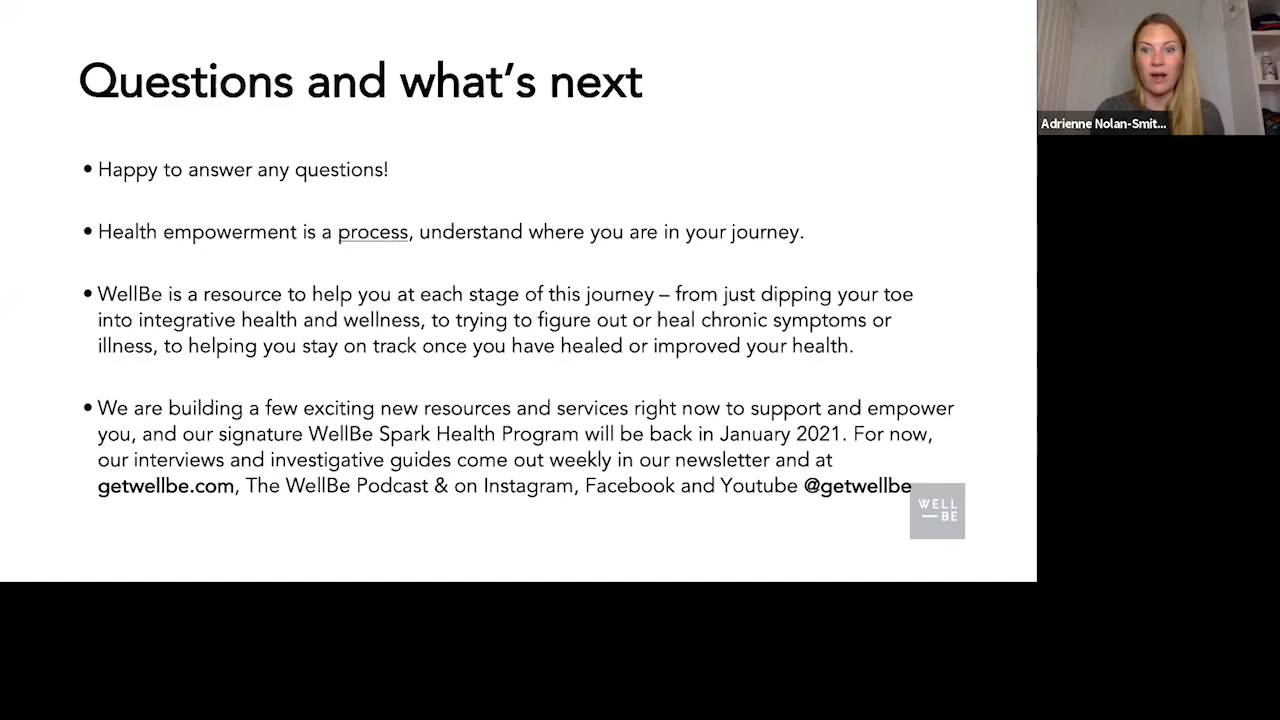 Questions and what's next
• Happy to answer any questions!
• Health empowerment is a process, understand where you are in your journey.
• WellBe is a resource to help you at each stage of this journey – from just dipping your toe
into integrative health and wellness, to trying to figure out or heal chronic symptoms or
illness, to helping you stay on track once you have healed or improved your health.
• We are building a few exciting new resources and services right now to support and empower
you, and our signature WellBe Spark Health Program will be back in January 2021. For now,
our interviews and investigative guides come out weekly in our newsletter and at
getwellbe.com, The WellBe Podcast & on Instagram, Facebook and Youtube @getwellbe
WELL
—BE
Adrienne Nolan-Smit...